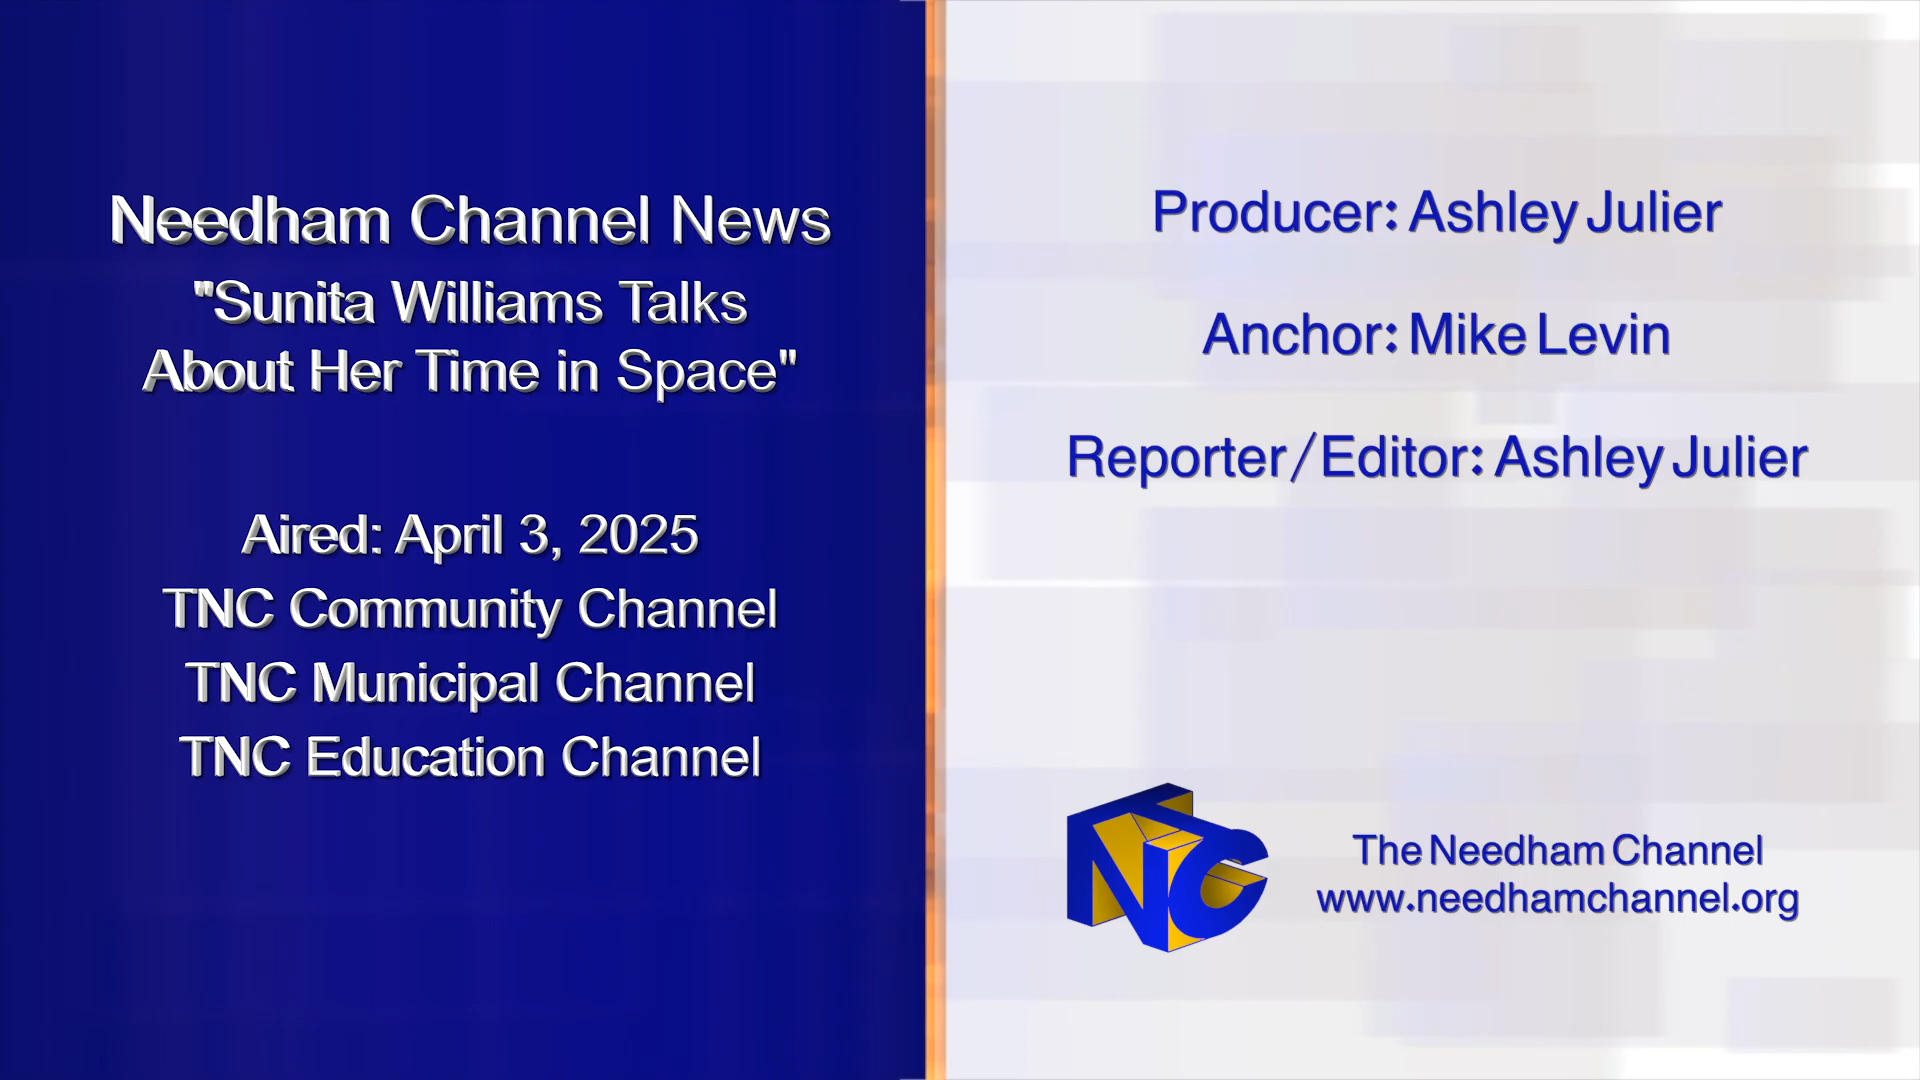 Needham Channel News
"Sunita Williams Talks
About Her Time in Space"
Aired: April 3, 2025
TNC Community Channel
TNC Municipal Channel
TNC Education Channel
Producer: Ashley Julier
Anchor: Mike Levin
Reporter/Editor: Ashley Julier
TNC
The Needham Channel
www.needhamchannel.org